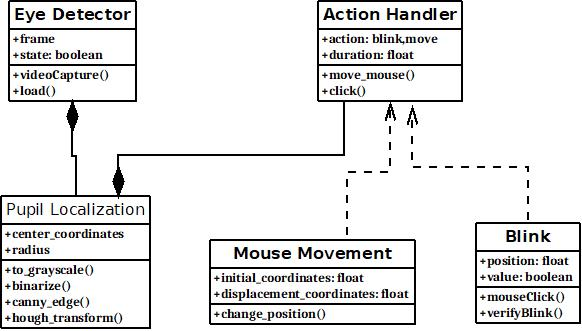 Eye Detector
+frame
+state: boolean
+videoCapture()
+load()
Action Handler
+action: blink,move
+duration: float
+move_mouse()
+click()
Pupil Localization
+center_coordinates
+radius
+to_grayscale()
+binarize()
+canny_edge()
+hough_transform()
Mouse Movement
+initial_coordinates: float
+displacement_coordinates: float
+change_position()
Blink
+position: float
+value: boolean
+mouseClick()
+verifyBlink()